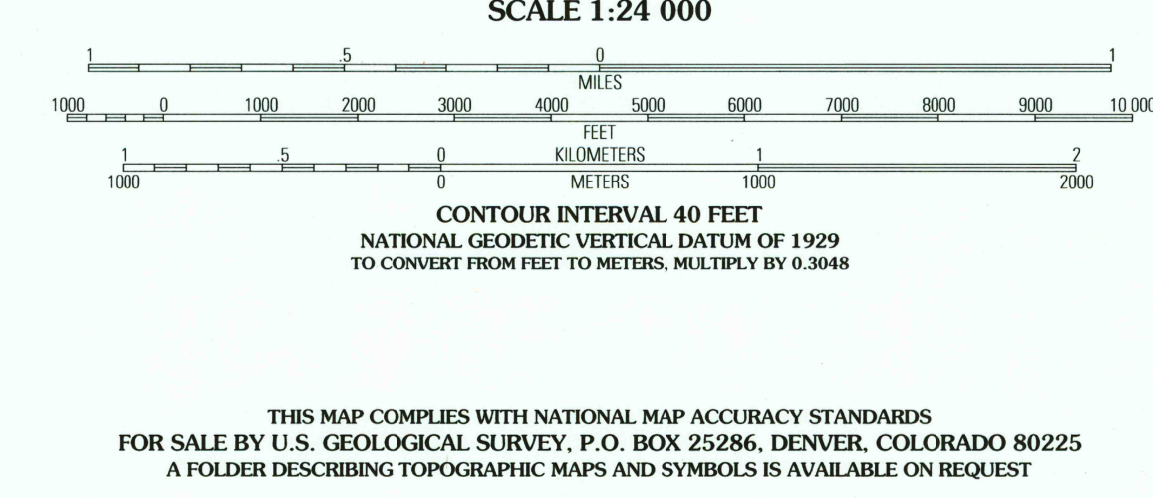 SCALE 1:24 000
1 .5 0 1
MILES
1000 0 1000 2000 3000 4000 5000 6000 7000 8000 9000 10 000
FEET
1 .5 0 KILOMETERS 1 2
1000 0 METERS 1000 2000
CONTOUR INTERVAL 40 FEET
NATIONAL GEODETIC VERTICAL DATUM OF 1929
TO CONVERT FROM FEET TO METERS, MULTIPLY BY 0.3048
THIS MAP COMPLIES WITH NATIONAL MAP ACCURACY STANDARDS
FOR SALE BY U.S. GEOLOGICAL SURVEY, P.O. BOX 25286, DENVER, COLORADO 80225
A FOLDER DESCRIBING TOPOGRAPHIC MAPS AND SYMBOLS IS AVAILABLE ON REQUEST